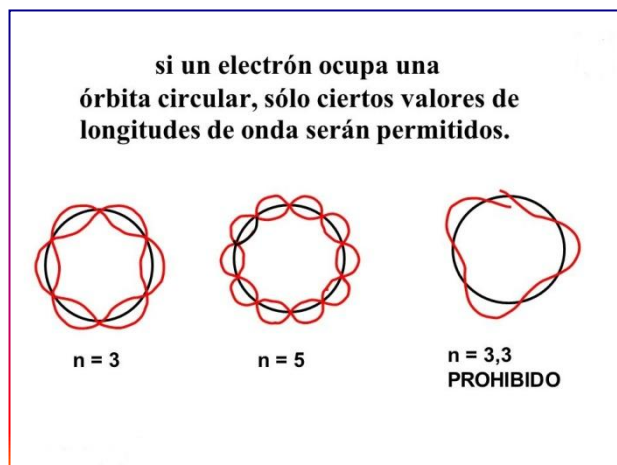 si un electrón ocupa una
órbita circular, sólo ciertos valores de
longitudes de onda serán permitidos.
n = 3
n = 5
n = 3,3
PROHIBIDO